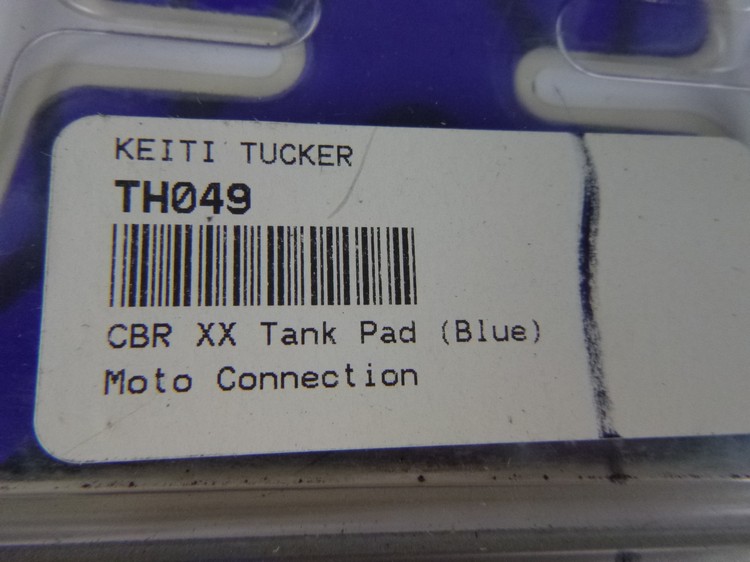 KEITI TUCKER
TH049
CBR XX Tank Pad (Blue)
Moto Connection